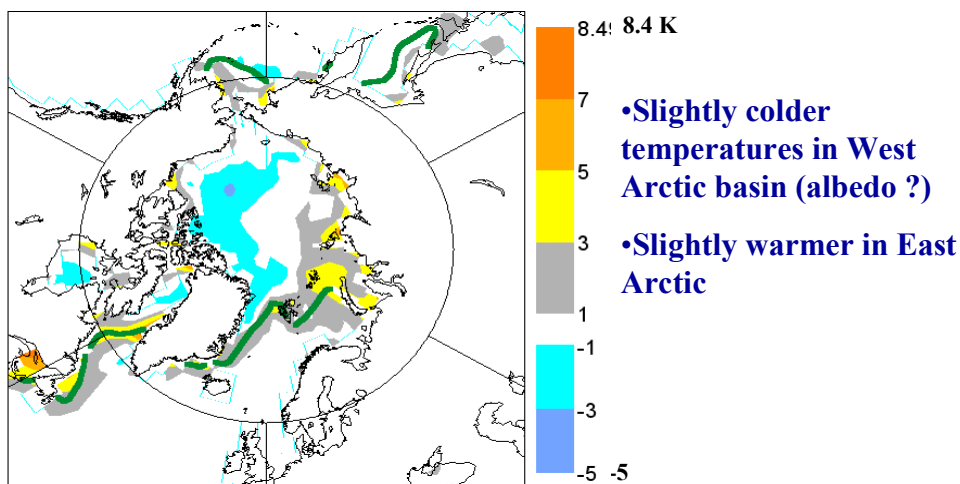 8.49 8.4 K
7
5
3
1
-1
-3
-5 -5
•Slightly colder
temperatures in West
Arctic basin (albedo ?)
•Slightly warmer in East
Arctic